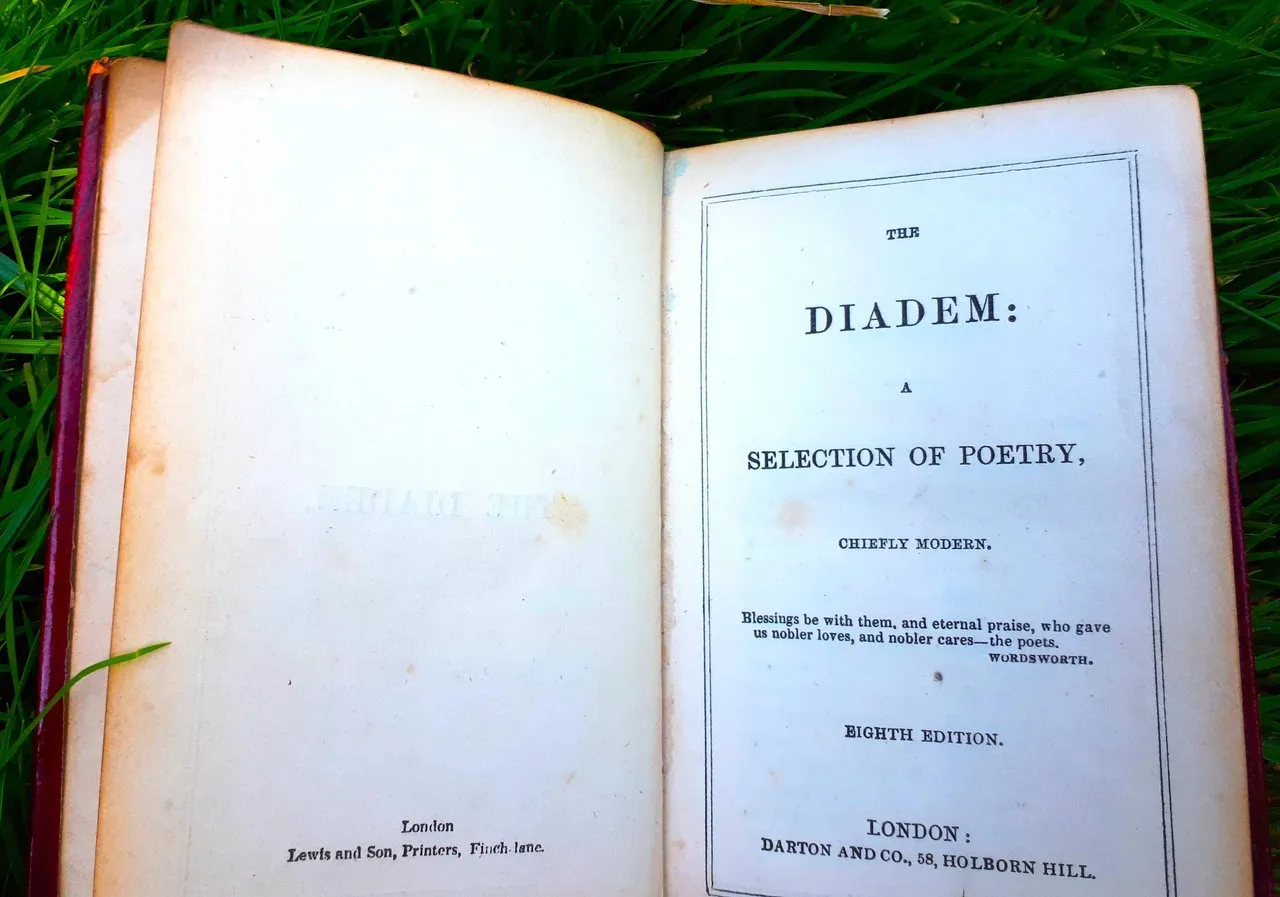 THE DIADEM.
London
Lewis and Son, Printers, Finch-lane.
THE
DIADEM:
A
SELECTION OF POETRY,
CHIEFLY MODERN.
Blessings be with them, and eternal praise, who gave
us nobler loves, and nobler cares—the poets.
WORDSWORTH.
EIGHTH EDITION.
LONDON:
DARTON AND CO., 58, HOLBORN HILL.